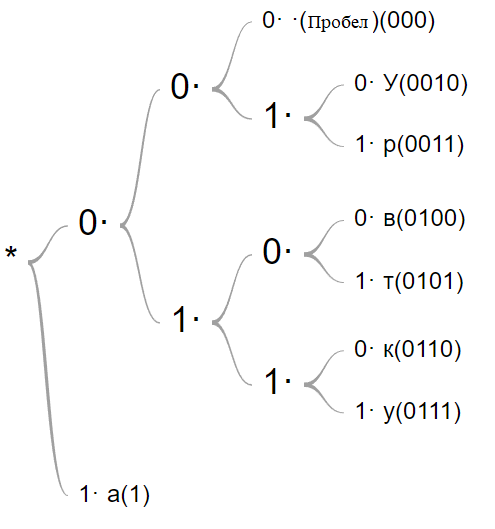 0· ·(Пробел)(000)
0·
0· У(0010)
1·
1· р(0011)
0·
*
0· в(0100)
0·
1· т(0101)
1·
0· к(0110)
1·
1· у(0111)
1· а(1)